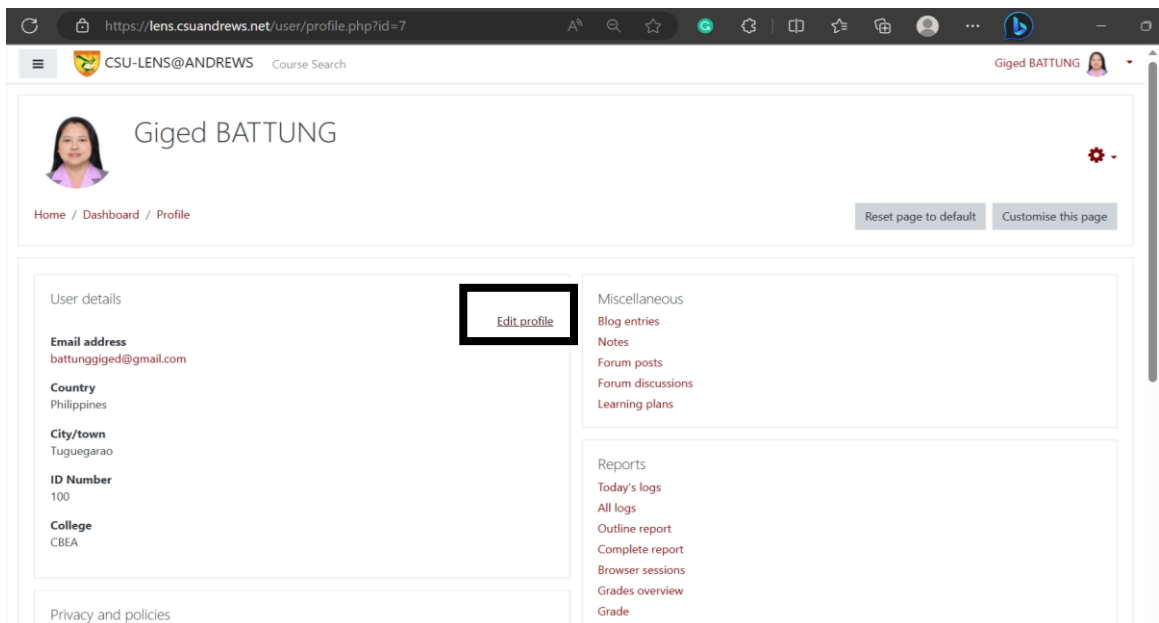 https://lens.csuandrews.net/user/profile.php?id=7
CSU-LENS@ANDREWS Course Search Giged BATTUNG
Giged BATTUNG
Home / Dashboard / Profile Reset page to default Customise this page
User details
Edit profile
Email address
battunggiged@gmail.com
Country
Philippines
City/town
Tuguegarao
ID Number
100
College
CBEA
Privacy and policies
Miscellaneous
Blog entries
Notes
Forum posts
Forum discussions
Learning plans
Reports
Today's logs
All logs
Outline report
Complete report
Browser sessions
Grades overview
Grade